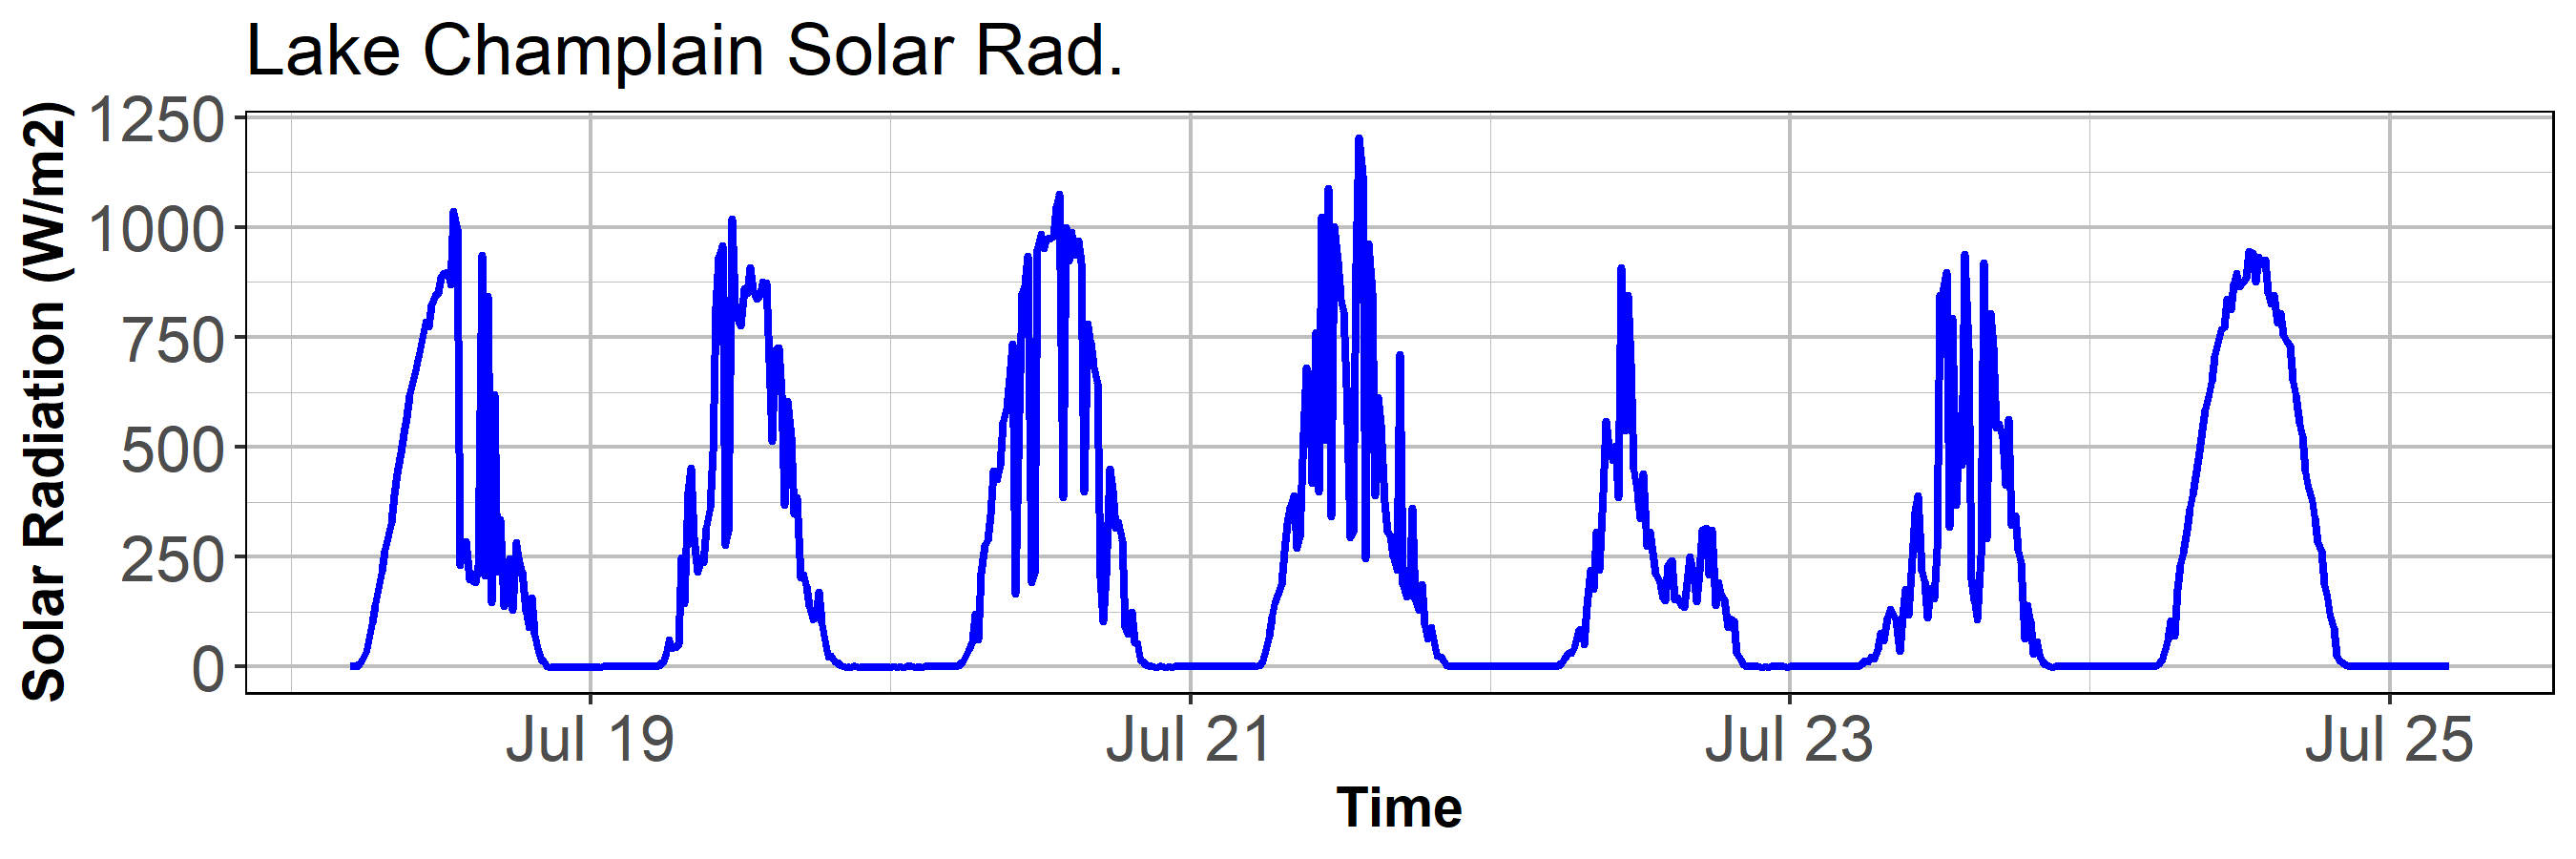 Lake Champlain Solar Rad.
Solar Radiation (W/m2)
1250
1000
750
500
250
0
Jul 19 Jul 21 Jul 23 Jul 25
Time